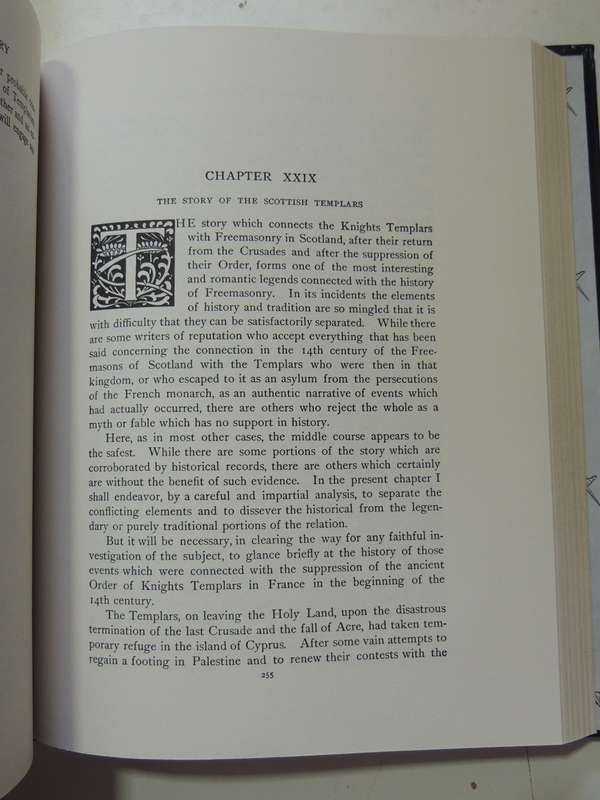 RY
r probable con-
of Templarism
ther and as
will engage
CHAPTER XXIX
THE STORY OF THE SCOTTISH TEMPLARS
THE story which connects the Knights Templars
with Freemasonry in Scotland, after their return
from the Crusades and after the suppression of
their Order, forms one of the most interesting
and romantic legends connected with the history
of Freemasonry. In its incidents the elements
of history and tradition are so mingled that it is
with difficulty that they can be satisfactorily separated. While there
are some writers of reputation who accept everything that has been
said concerning the connection in the 14th century of the Free-
masons of Scotland with the Templars who were then in that
kingdom, or who escaped to it as an asylum from the persecutions
of the French monarch, as an authentic narrative of events which
had actually occurred, there are others who reject the whole as a
myth or fable which has no support in history.
Here, as in most other cases, the middle course appears to be
the safest. While there are some portions of the story which are
corroborated by historical records, there are others which certainly
are without the benefit of such evidence. In the present chapter I
shall endeavor, by a careful and impartial analysis, to separate the
conflicting elements and to dissever the historical from the legen-
dary or purely traditional portions of the relation.
But it will be necessary, in clearing the way for any faithful in-
vestigation of the subject, to glance briefly at the history of those
events which were connected with the suppression of the ancient
Order of Knights Templars in France in the beginning of the
14th century.
The Templars, on leaving the Holy Land, upon the disastrous
termination of the last Crusade and the fall of Acre, had taken tem-
porary refuge in the island of Cyprus. After some vain attempts to
regain a footing in Palestine and to renew their contests with the
255